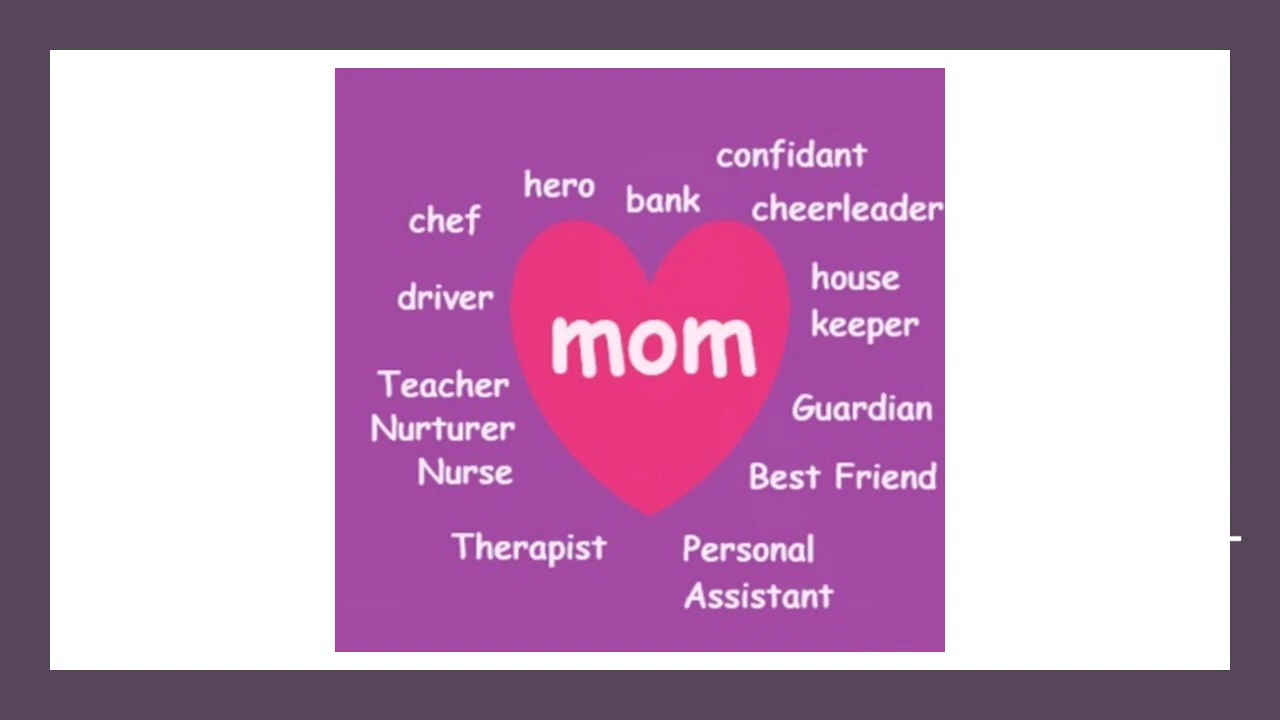 confidant
hero
bank
cheerleader
chef
house
keeper
driver
mom
Teacher
Nurturer
Nurse
Guardian
Best Friend
Therapist
Personal
Assistant